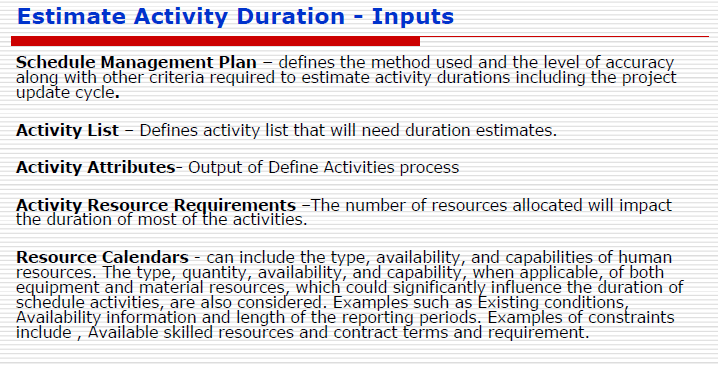 Estimate Activity Duration - Inputs
Schedule Management Plan – defines the method used and the level of accuracy
along with other criteria required to estimate activity durations including the project
update cycle.
Activity List – Defines activity list that will need duration estimates.
Activity Attributes- Output of Define Activities process
Activity Resource Requirements –The number of resources allocated will impact
the duration of most of the activities.
Resource Calendars - can include the type, availability, and capabilities of human
resources. The type, quantity, availability, and capability, when applicable, of both
equipment and material resources, which could significantly influence the duration of
schedule activities, are also considered. Examples such as Existing conditions,
Availability information and length of the reporting periods. Examples of constraints
include , Available skilled resources and contract terms and requirement.